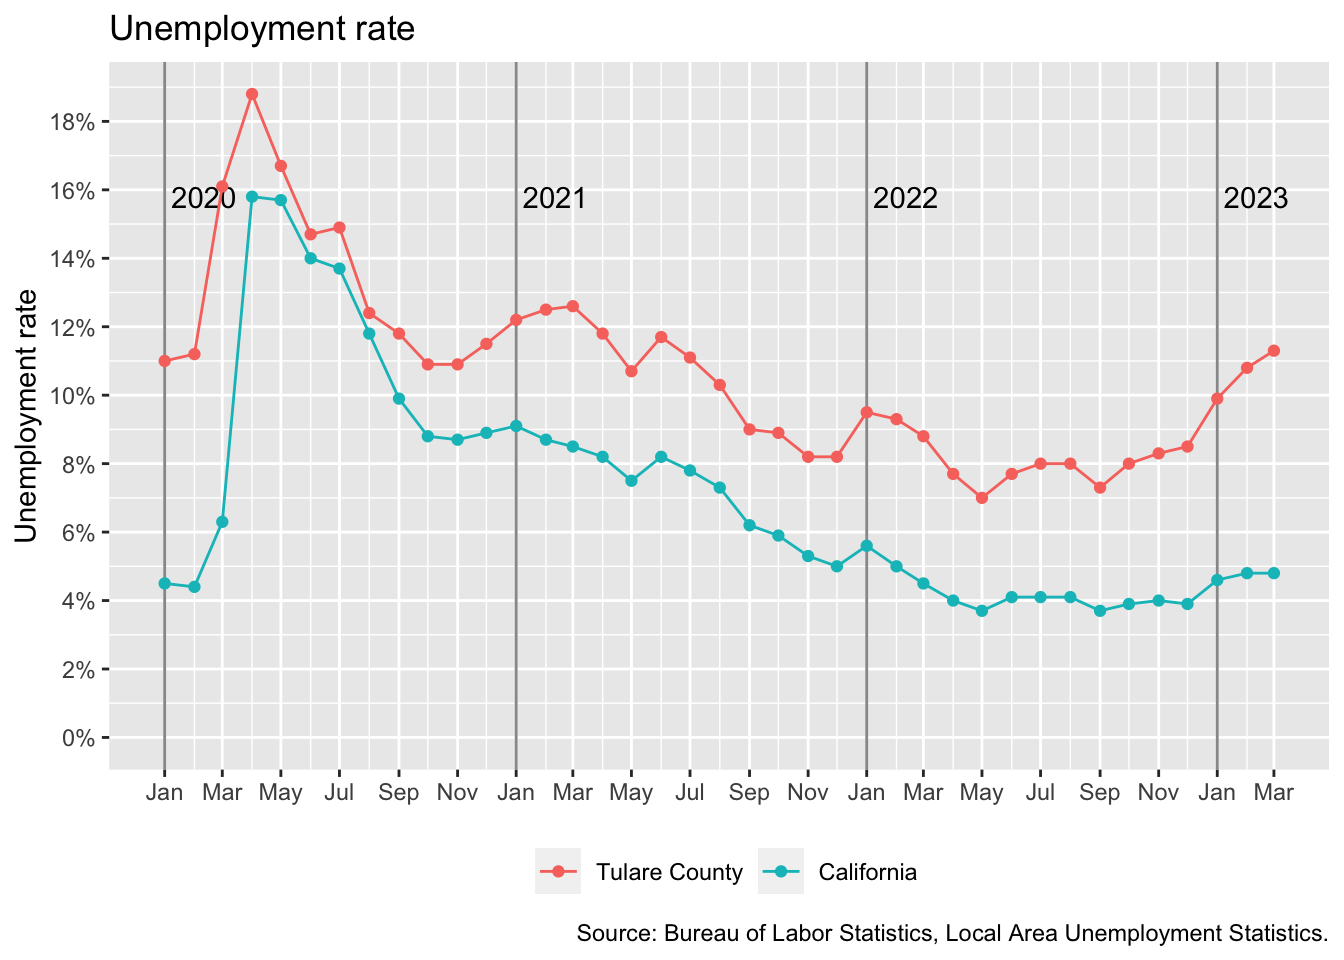 Unemployment rate
Unemployment rate
18%
16%
14%
12%
10%
8%
6%
4%
2%
0%
2020 2021 2022 2023
Jan Mar May Jul Sep Nov Jan Mar May Jul Sep Nov Jan Mar May Jul Sep Nov Jan Mar
Tulare County California
Source: Bureau of Labor Statistics, Local Area Unemployment Statistics.